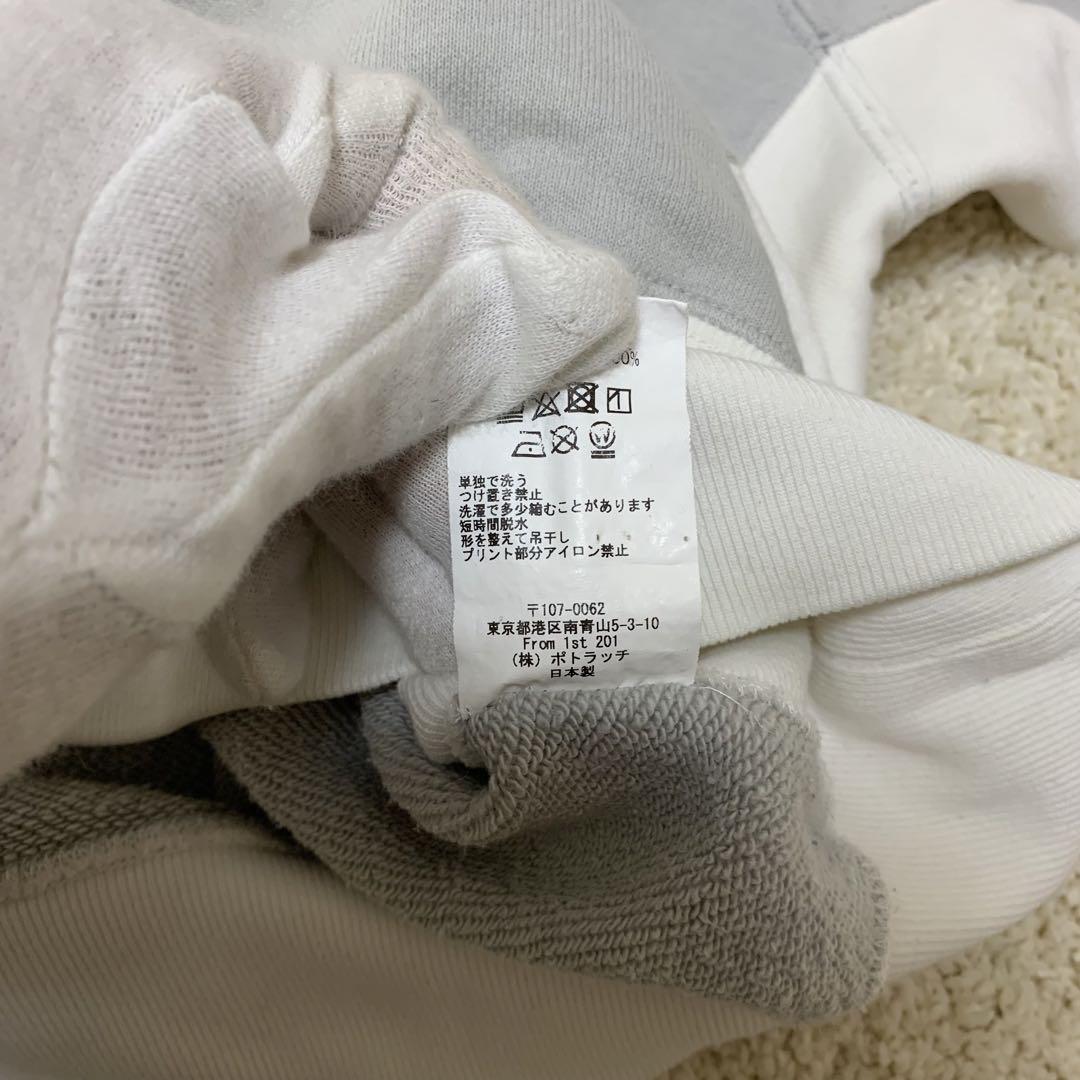 単独で洗う
つけ置き禁止
洗濯で多少縮むことがあります
短時間脱水
形を整えて吊干し
プリント部分アイロン禁止
〒107-0062
東京都港区南青山5-3-10
From 1st 201
(株) ポトラッチ
日本製